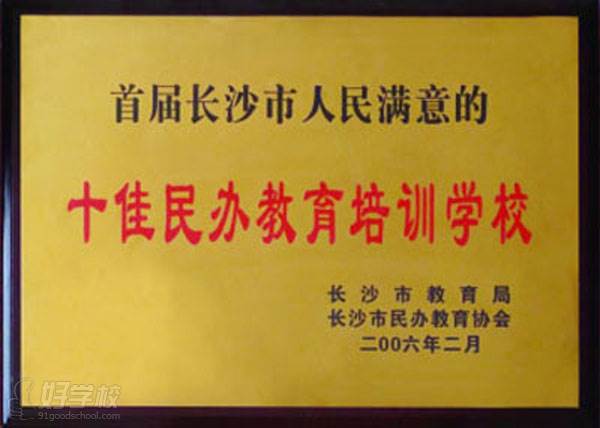 首届长沙市人民满意的
十佳民办教育培训学校
长沙市教育局
长沙市民办教育协会
二00六年二月
好学校
91goodschool.com